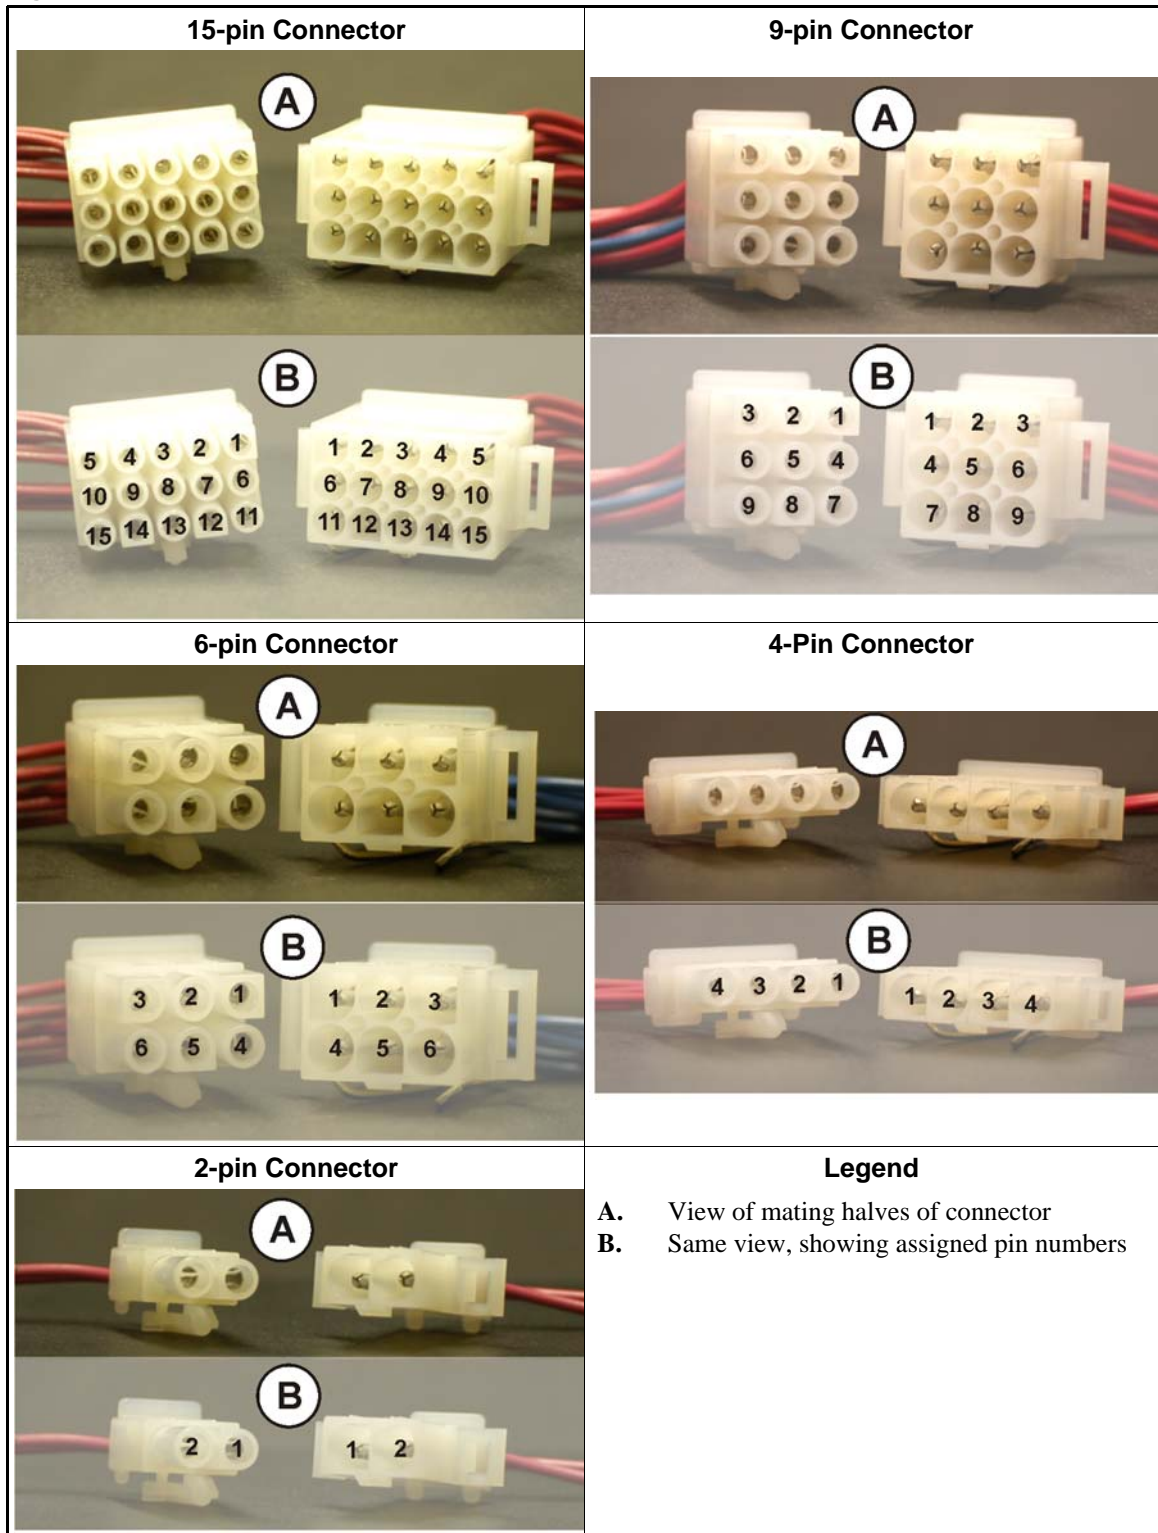 15-pin Connector
A
B
5 4 3 2 1
10 9 8 7 6
15 14 13 12 11
1 2 3 4 5
6 7 8 9 10
11 12 13 14 15
9-pin Connector
A
B
3 2 1
6 5 4
9 8 7
1 2 3
4 5 6
7 8 9
6-pin Connector
A
B
3 2 1
6 5 4
1 2 3
4 5 6
4-Pin Connector
A
B
4 3 2 1
1 2 3 4
2-pin Connector
A
B
2 1
1 2
Legend
A. View of mating halves of connector
B. Same view, showing assigned pin numbers